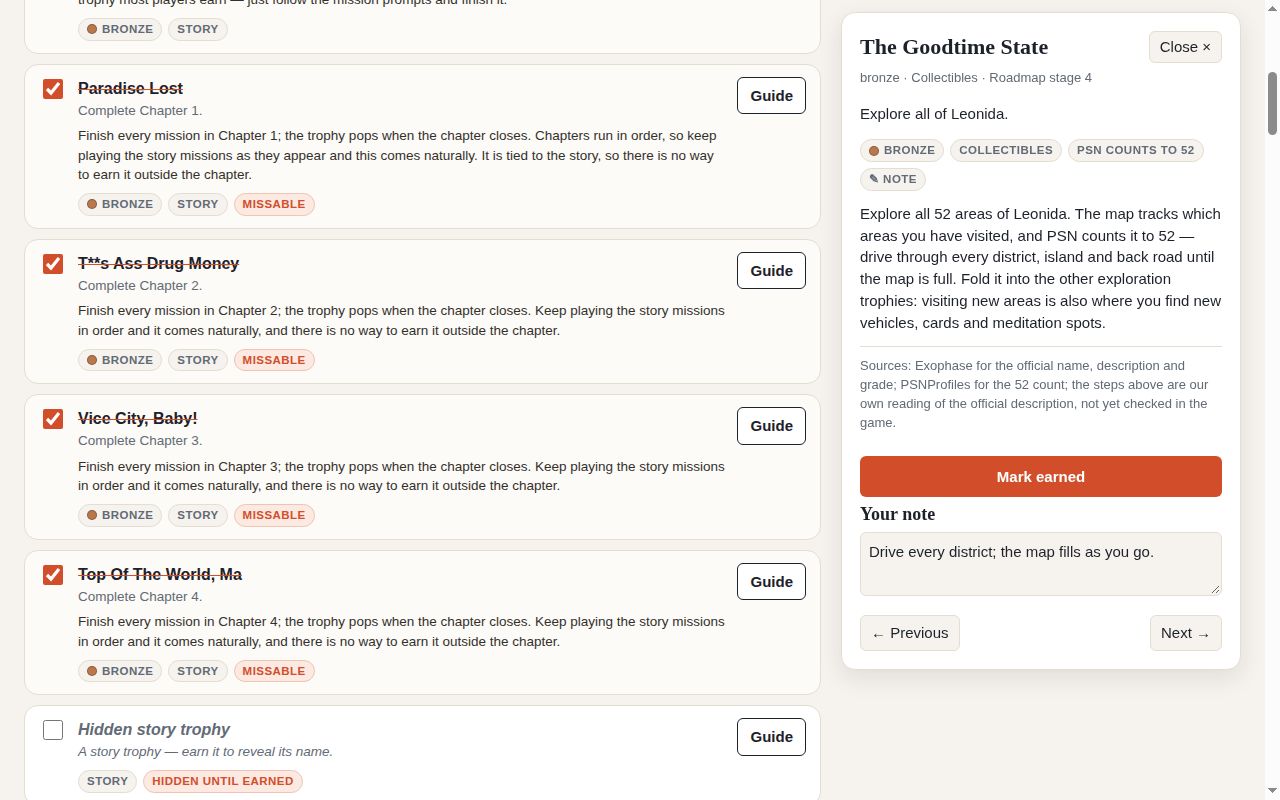 trophy most players earn — just follow the mission prompts and finish it.
BRONZE STORY
Paradise Lost
Guide
Complete Chapter 1.
Finish every mission in Chapter 1; the trophy pops when the chapter closes. Chapters run in order, so keep
playing the story missions as they appear and this comes naturally. It is tied to the story, so there is no way
to earn it outside the chapter.
BRONZE STORY MISSABLE
T**s Ass Drug Money
Guide
Complete Chapter 2.
Finish every mission in Chapter 2; the trophy pops when the chapter closes. Keep playing the story missions
in order and it comes naturally, and there is no way to earn it outside the chapter.
BRONZE STORY MISSABLE
Vice City, Baby!
Guide
Complete Chapter 3.
Finish every mission in Chapter 3; the trophy pops when the chapter closes. Keep playing the story missions
in order and it comes naturally, and there is no way to earn it outside the chapter.
BRONZE STORY MISSABLE
Top Of The World, Ma
Guide
Complete Chapter 4.
Finish every mission in Chapter 4; the trophy pops when the chapter closes. Keep playing the story missions
in order and it comes naturally, and there is no way to earn it outside the chapter.
BRONZE STORY MISSABLE
Hidden story trophy
Guide
A story trophy — earn it to reveal its name.
STORY HIDDEN UNTIL EARNED
The Goodtime State
Close ×
bronze · Collectibles · Roadmap stage 4
Explore all of Leonida.
BRONZE COLLECTIBLES PSN COUNTS TO 52
✎ NOTE
Explore all 52 areas of Leonida. The map tracks which
areas you have visited, and PSN counts it to 52 —
drive through every district, island and back road until
the map is full. Fold it into the other exploration
trophies: visiting new areas is also where you find new
vehicles, cards and meditation spots.
Sources: Exophase for the official name, description and
grade; PSNProfiles for the 52 count; the steps above are our
own reading of the official description, not yet checked in the
game.
Mark earned
Your note
Drive every district; the map fills as you go.
← Previous
Next →